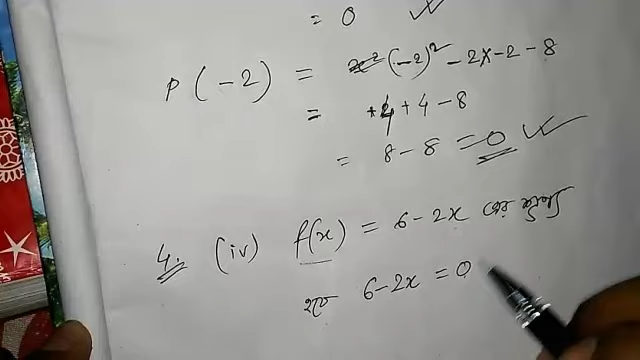 = 0
P(-2) = (-2)² - 2x-2 - 8
= +4 + 4 - 8
= 8 - 8 = 0
4. (iv) f(x) = 6 - 2x এর
6 - 2x = 0